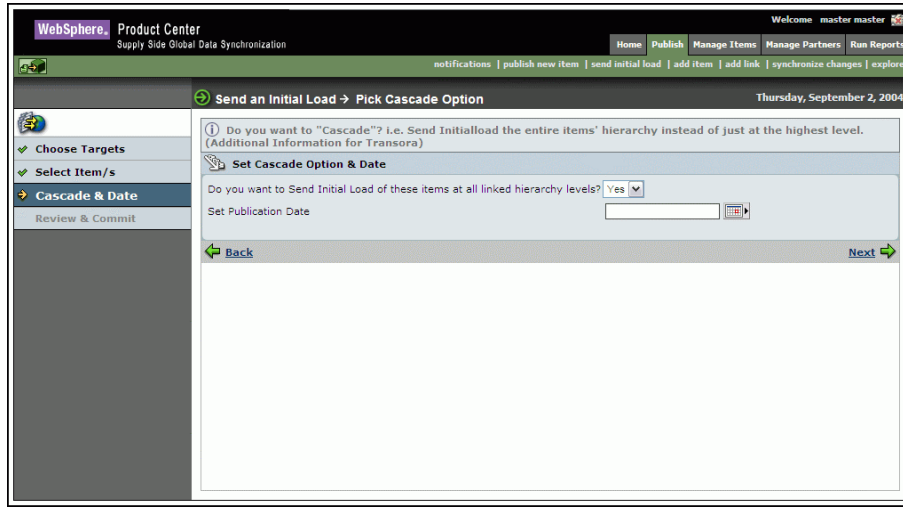 WebSphere. Product Center
Supply Side Global Data Synchronization
Welcome master master
Home Publish Manage Items Manage Partners Run Reports
notifications | publish new item | send initial load | add item | add link | synchronize changes | explore
Send an Initial Load → Pick Cascade Option
Thursday, September 2, 2004
Choose Targets
Select Item/s
Cascade & Date
Review & Commit
Do you want to "Cascade"? i.e. Send Initialload the entire items' hierarchy instead of just at the highest level.
(Additional Information for Transora)
Set Cascade Option & Date
Do you want to Send Initial Load of these items at all linked hierarchy levels? Yes
Set Publication Date
Back
Next